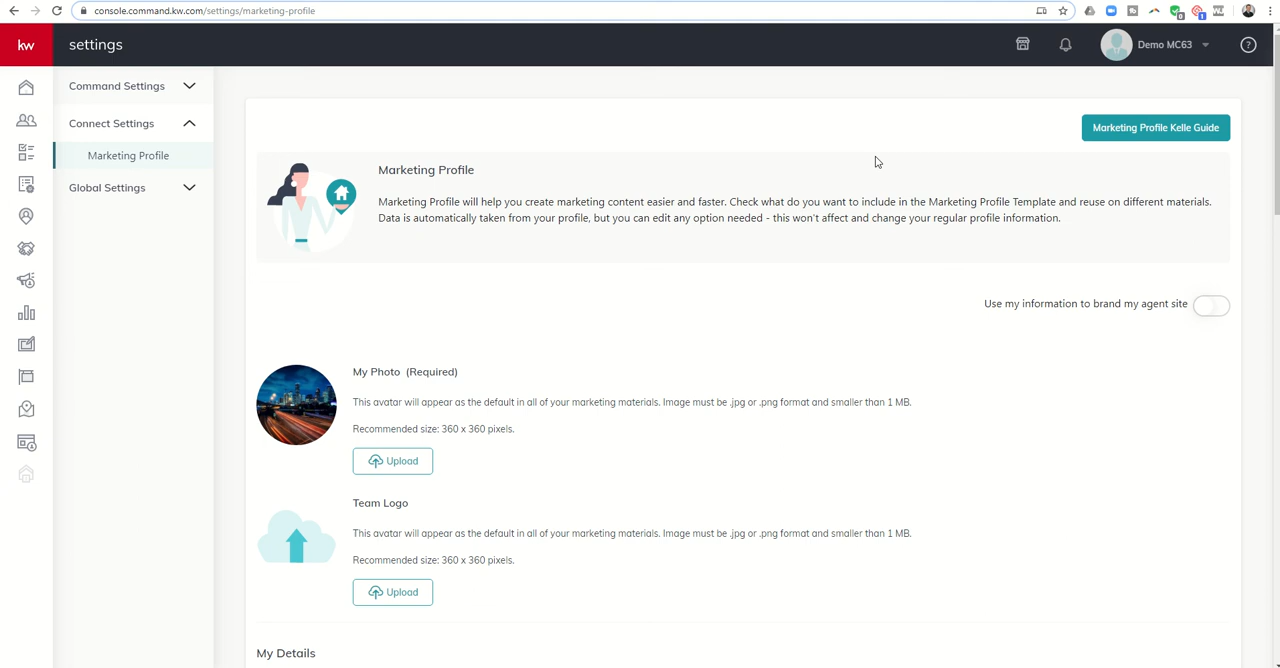 console.command.kw.com/settings/marketing-profile
kw
settings
Demo MC63
Command Settings
Connect Settings
Marketing Profile
Global Settings
Marketing Profile Kelle Guide
Marketing Profile
Marketing Profile will help you create marketing content easier and faster. Check what do you want to include in the Marketing Profile Template and reuse on different materials.
Data is automatically taken from your profile, but you can edit any option needed - this won't affect and change your regular profile information.
Use my information to brand my agent site
My Photo (Required)
This avatar will appear as the default in all of your marketing materials. Image must be .jpg or .png format and smaller than 1 MB.
Recommended size: 360 x 360 pixels.
Upload
Team Logo
This avatar will appear as the default in all of your marketing materials. Image must be .jpg or .png format and smaller than 1 MB.
Recommended size: 360 x 360 pixels.
Upload
My Details